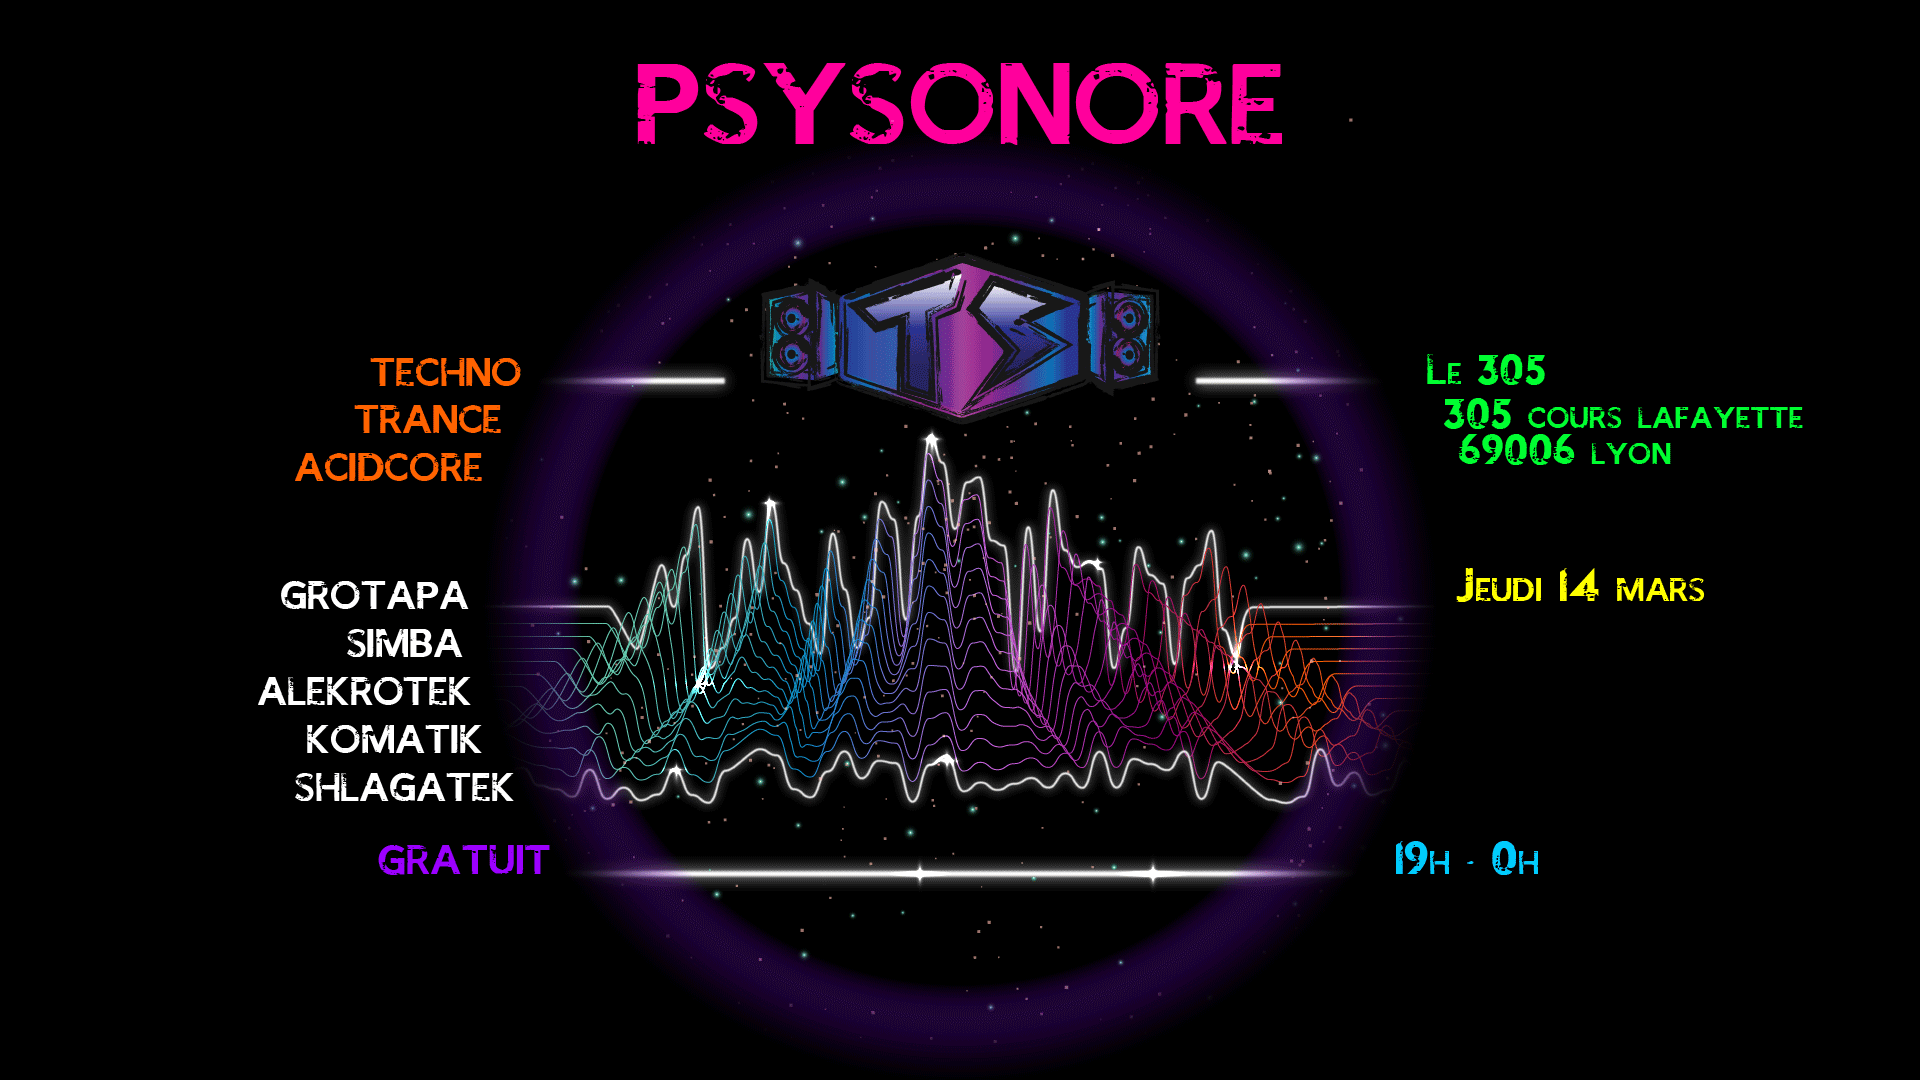 PSYSONORE
TS
TECHNO
TRANCE
ACIDCORE
GROTAPA
SIMBA
ALEKROTEK
KOMATIK
SHLAGATEK
GRATUIT
Le 305
305 cours lafayette
69006 lyon
Jeudi 14 mars
19h - 0h